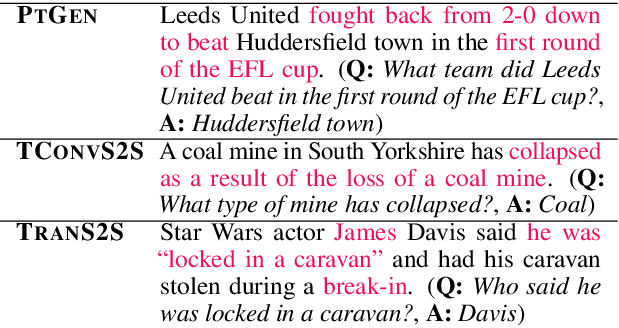 PTGEN Leeds United fought back from 2-0 down
to beat Huddersfield town in the first round
of the EFL cup. (Q: What team did Leeds
United beat in the first round of the EFL cup?,
A: Huddersfield town)
TCONVS2S A coal mine in South Yorkshire has collapsed
as a result of the loss of a coal mine. (Q:
What type of mine has collapsed?, A: Coal)
TRANS2S Star Wars actor James Davis said he was
“locked in a caravan” and had his caravan
stolen during a break-in. (Q: Who said he
was locked in a caravan?, A: Davis)